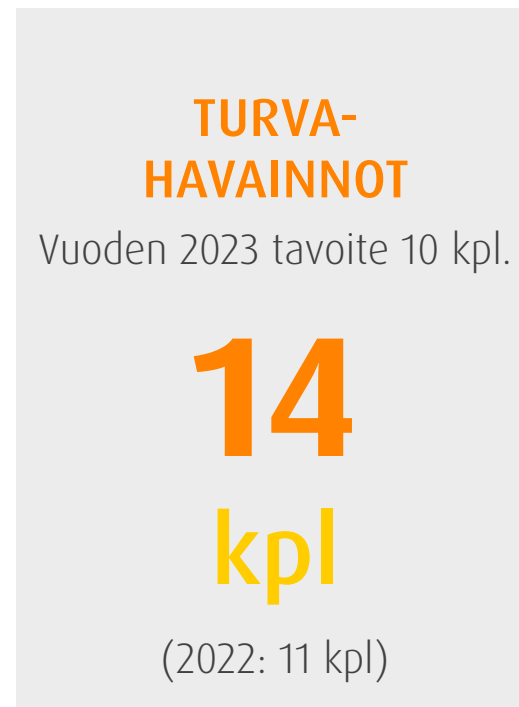 TURVA-
HAVAINNOT
Vuoden 2023 tavoite 10 kpl.
14
kpl
(2022: 11 kpl)